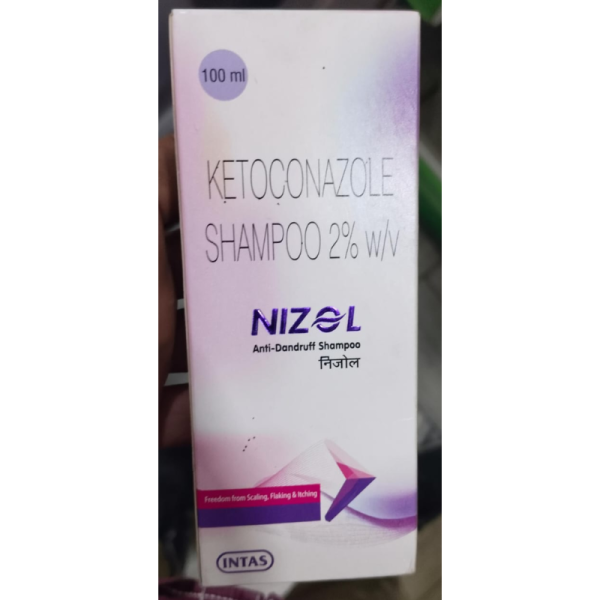 100 ml
KETOCONAZOLE
SHAMPOO 2% w/v
NIZOL
Anti-Dandruff Shampoo
निजोल
Freedom from Scaling, Flaking & Itching
INTAS